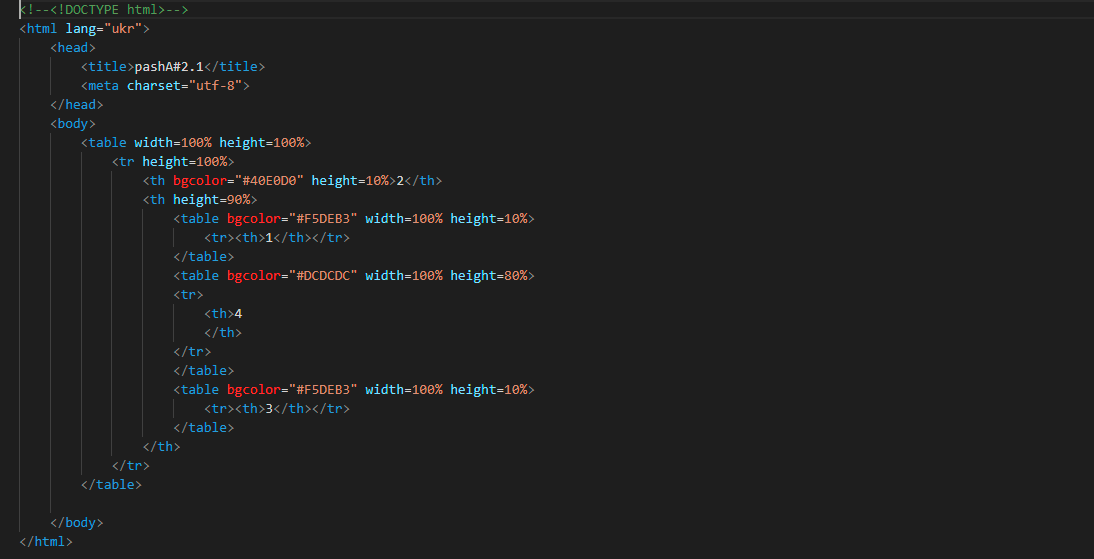 <!--<!DOCTYPE html>-->
<html lang="ukr">
    <head>
        <title>pashA#2.1</title>
        <meta charset="utf-8">
    </head>
    <body>
        <table width=100% height=100%>
            <tr height=100%>
                <th bgcolor="#40E0D0" height=10%>2</th>
                <th height=90%>
                    <table bgcolor="#F5DEB3" width=100% height=10%>
                        <tr><th>1</th></tr>
                    </table>
                    <table bgcolor="#DCDCDC" width=100% height=80%>
                    <tr>
                        <th>4
                        </th>
                    </tr>
                    </table>
                    <table bgcolor="#F5DEB3" width=100% height=10%>
                        <tr><th>3</th></tr>
                    </table>
                </th>
            </tr>
        </table>

    </body>
</html>